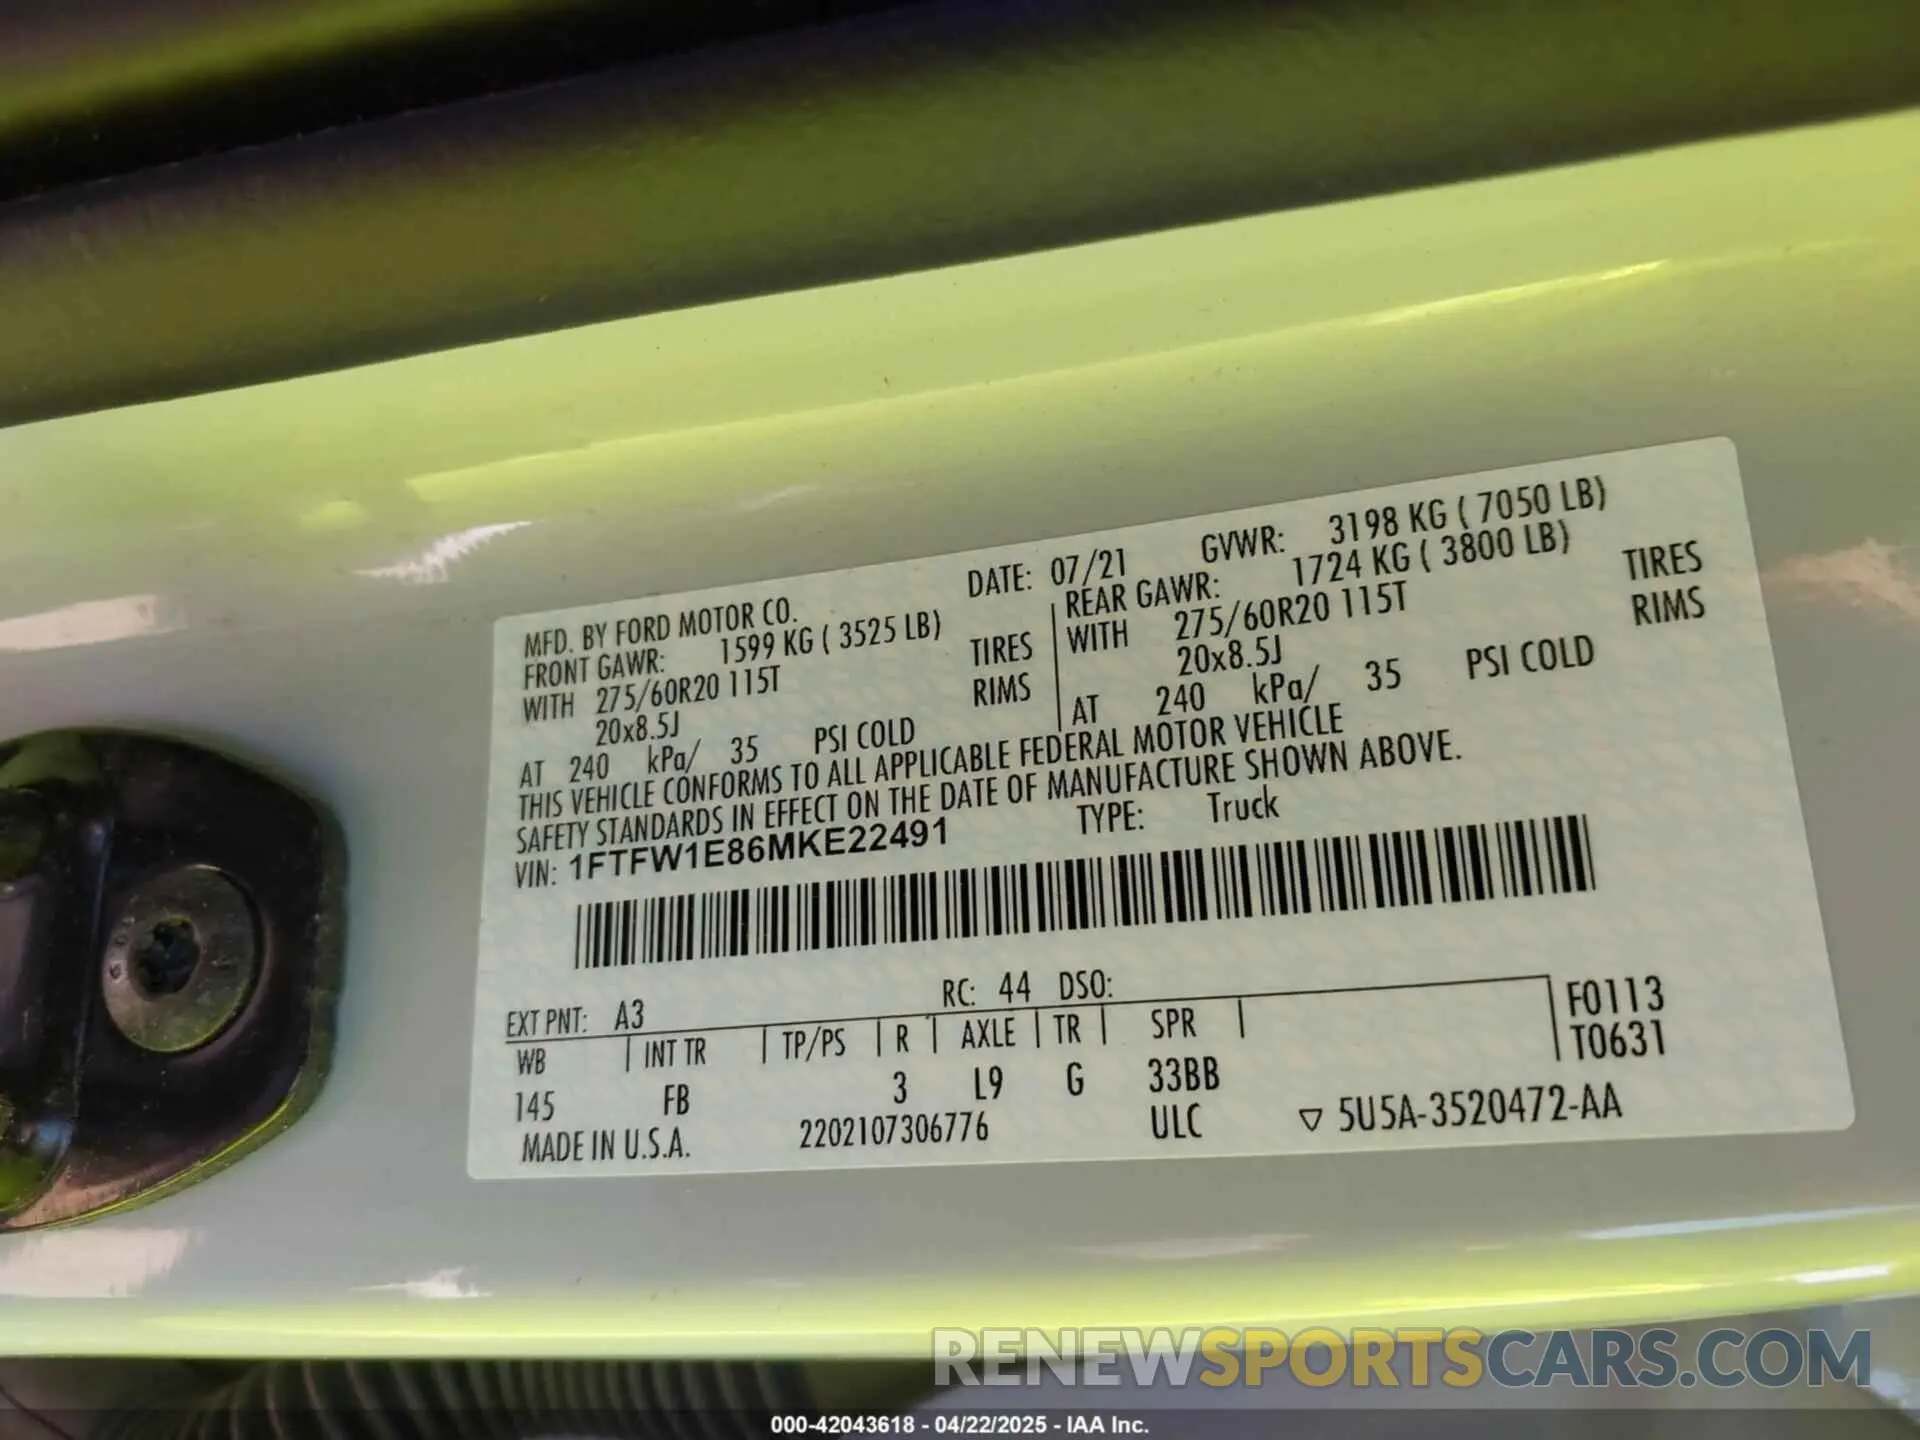 MFD. BY FORD MOTOR CO.
DATE: 07/21 GVWR: 3198 KG ( 7050 LB)
FRONT GAWR: 1599 KG ( 3525 LB)
WITH 275/60R20 115T TIRES
20x8.5J RIMS
AT 240 kPa/ 35 PSI COLD
REAR GAWR: 1724 KG ( 3800 LB)
WITH 275/60R20 115T TIRES
20x8.5J RIMS
AT 240 kPa/ 35 PSI COLD
THIS VEHICLE CONFORMS TO ALL APPLICABLE FEDERAL MOTOR VEHICLE
SAFETY STANDARDS IN EFFECT ON THE DATE OF MANUFACTURE SHOWN ABOVE.
VIN: 1FTFW1E86MKE22491 TYPE: Truck
EXT PNT: A3 RC: 44 DSO:
WB INT TR TP/PS R AXLE TR SPR
145 FB 3 L9 G 33BB
F0113
T0631
MADE IN U.S.A. 2202107306776 ULC ▽ 5U5A-3520472-AA
RENEWSPORTSCARS.COM
000-42043618 - 04/22/2025 - IAA Inc.